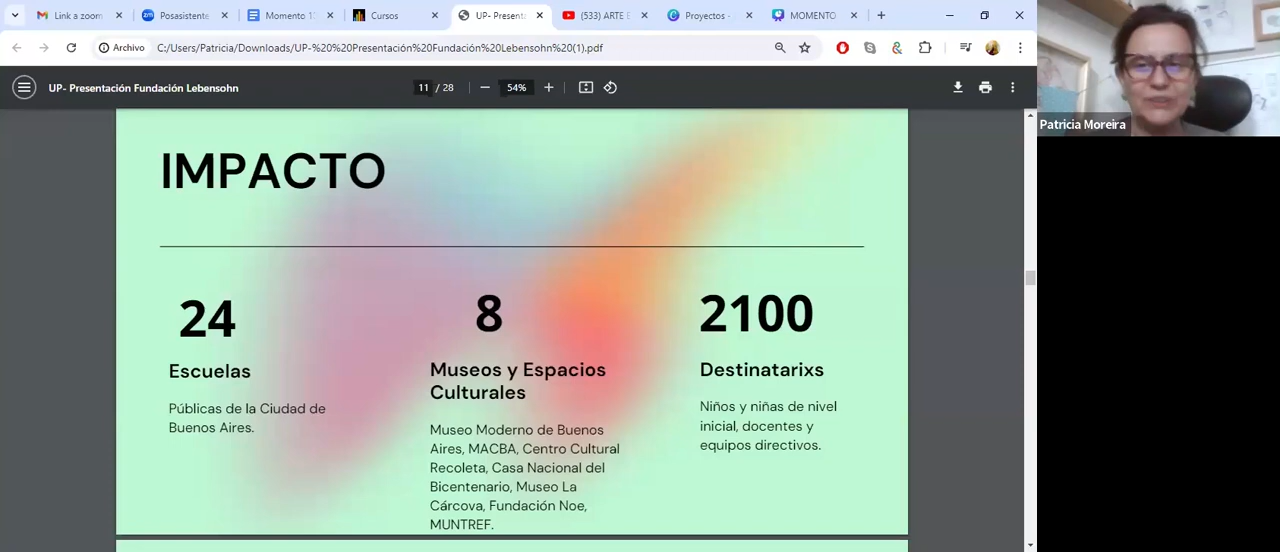 Link a zoom
Posasistente
Momento 1
Cursos
UP- Present
(533) ARTE E
Proyectos -
MOMENTO
Archivo
C:/Users/Patricia/Downloads/UP-%20%20Presentación%20Fundación%20Lebensohn%20(1).pdf
UP- Presentación Fundación Lebensohn
11 / 28
54%
Patricia Moreira
IMPACTO
24
Escuelas
Públicas de la Ciudad de
Buenos Aires.
8
Museos y Espacios
Culturales
Museo Moderno de Buenos
Aires, MACBA, Centro Cultural
Recoleta, Casa Nacional del
Bicentenario, Museo La
Cárcova, Fundación Noe,
MUNTREF.
2100
Destinatarixs
Niños y niñas de nivel
inicial, docentes y
equipos directivos.